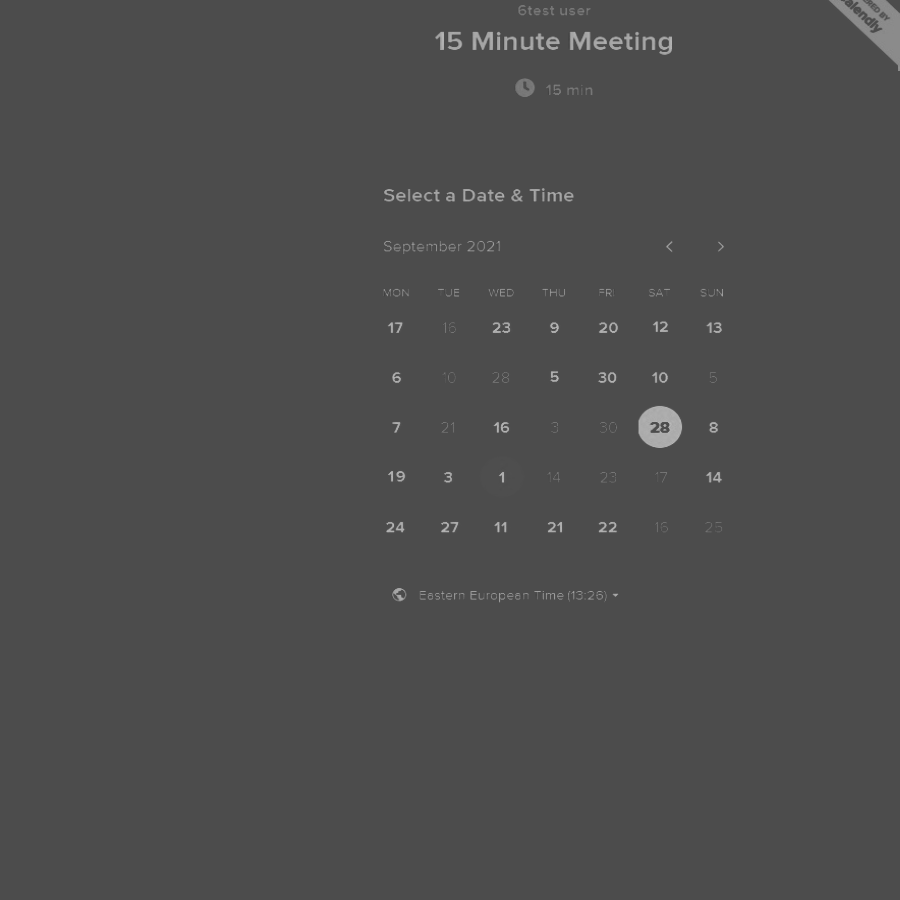 6test user
15 Minute Meeting
15 min
Calendly
Select a Date & Time
September 2021
MON TUE WED THU FRI SAT SUN
17 16 23 9 20 12 13
6 10 28 5 30 10 5
7 21 16 3 30 28 8
19 3 1 14 23 17 14
24 27 11 21 22 16 25
Eastern European Time (13:26)